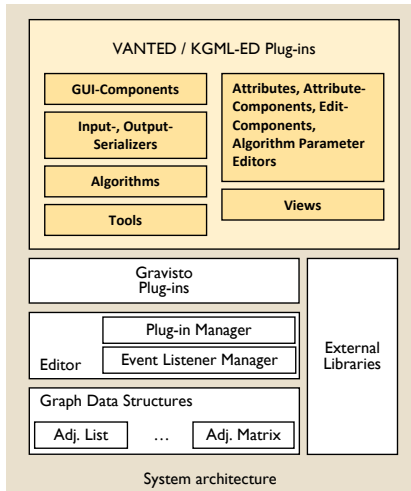 VANTED / KGML-ED Plug-ins
GUI-Components
Input-, Output-
Serializers
Algorithms
Tools
Attributes, Attribute-
Components, Edit-
Components,
Algorithm Parameter
Editors
Views
Gravisto
Plug-ins
Plug-in Manager
Event Listener Manager
Editor
Graph Data Structures
Adj. List
...
Adj. Matrix
External
Libraries
System architecture